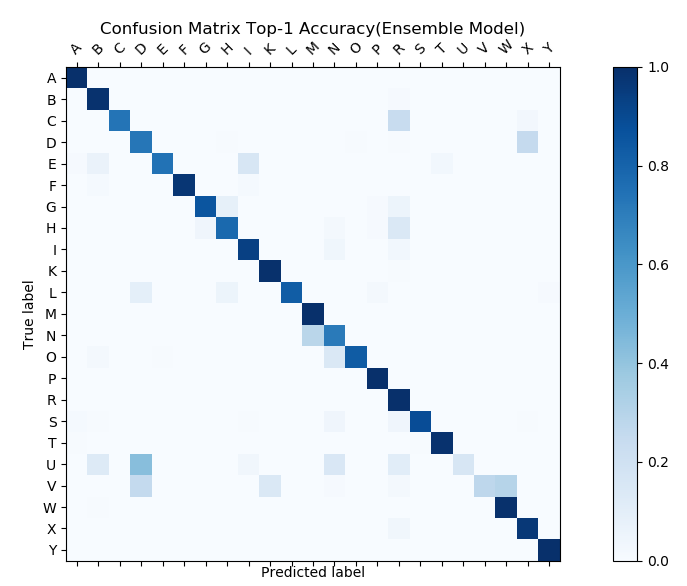 Confusion Matrix Top-1 Accuracy(Ensemble Model)
A B C D E F G H I K L M N O P R S T U V W X Y
A
B
C
D
E
F
G
H
I
K
L
M
N
O
P
R
S
T
U
V
W
X
Y
True label
Predicted label
1.0
0.8
0.6
0.4
0.2
0.0